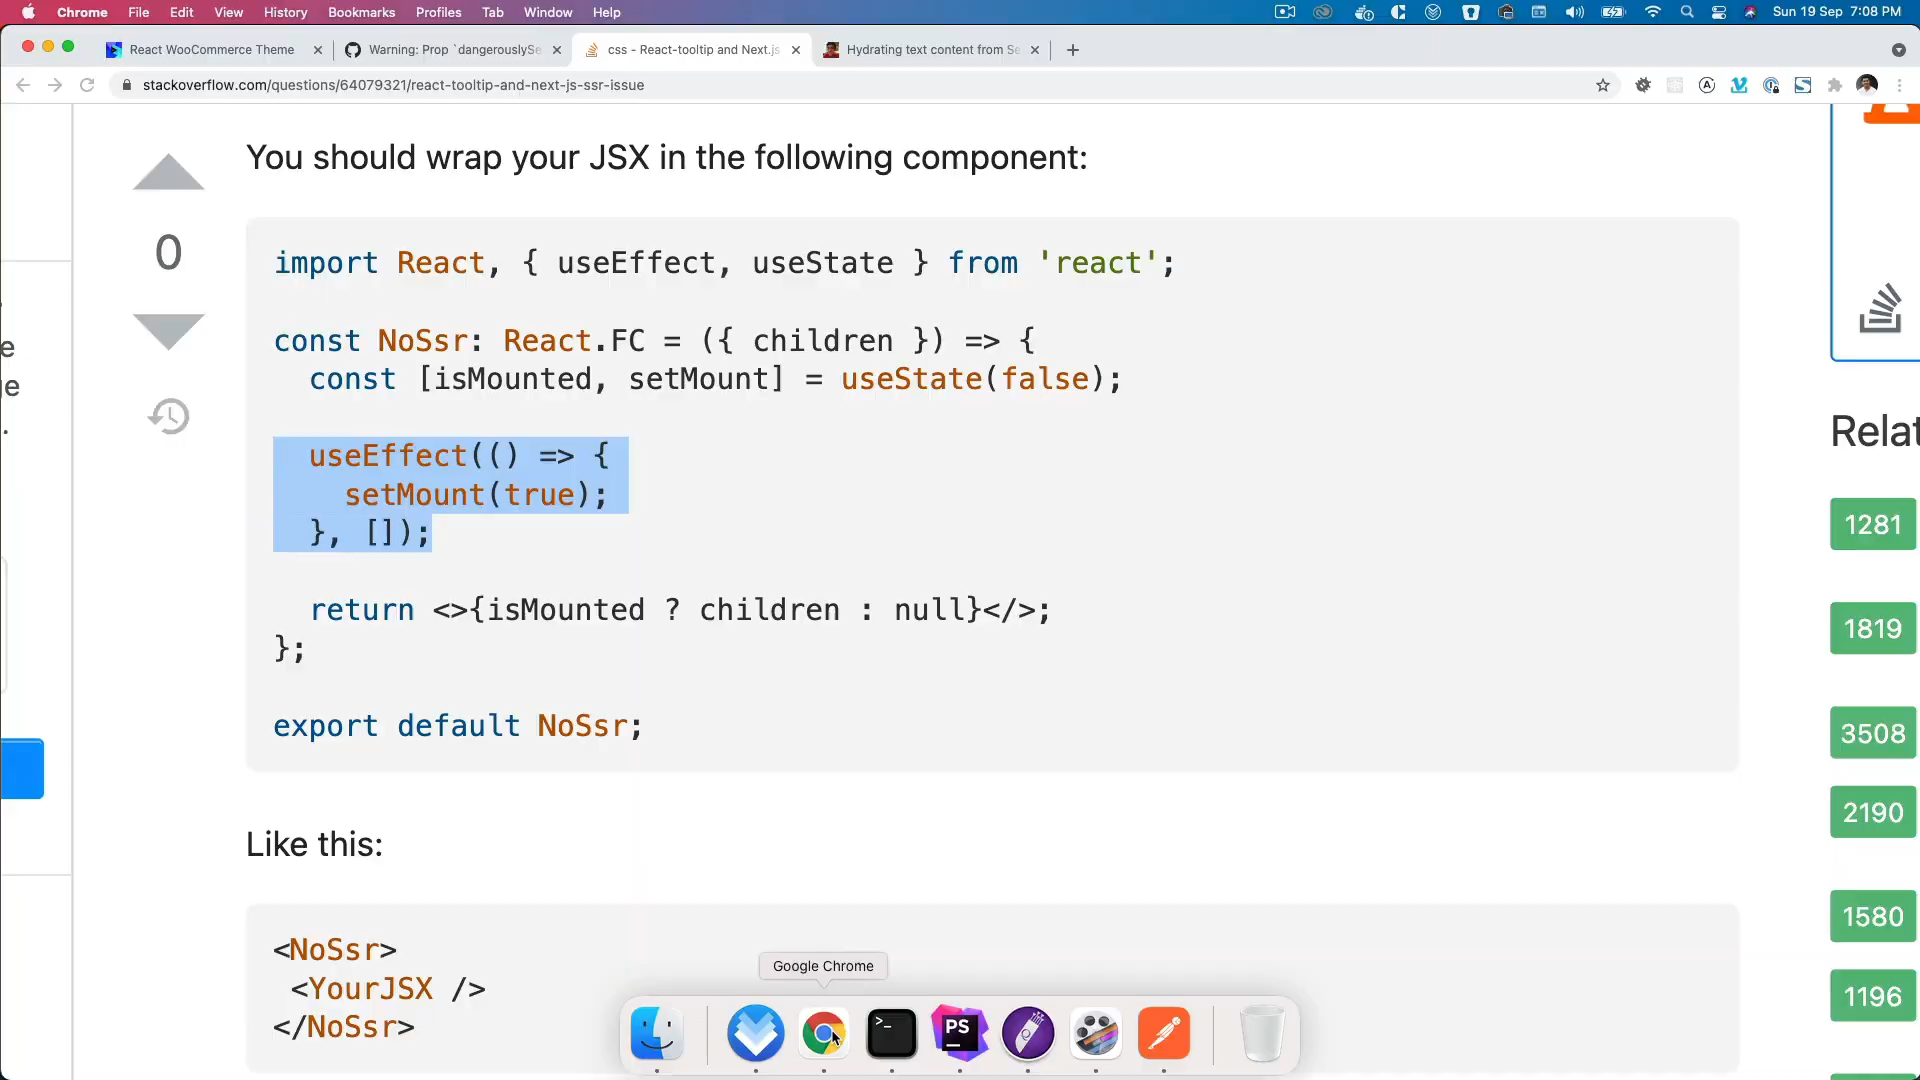 Chrome File Edit View History Bookmarks Profiles Tab Window Help Sun 19 Sep 7:08 PM
React WooCommerce Theme
Warning: Prop `dangerouslySe
css - React-tooltip and Next.js
Hydrating text content from Se
stackoverflow.com/questions/64079321/react-tooltip-and-next-js-ssr-issue
You should wrap your JSX in the following component:
0
import React, { useEffect, useState } from 'react';
const NoSsr: React.FC = ({ children }) => {
const [isMounted, setMount] = useState(false);
useEffect(() => {
setMount(true);
}, []);
return <>{isMounted ? children : null}</>;
};
export default NoSsr;
Like this:
<NoSsr>
<YourJSX />
</NoSsr>
Relat
1281
1819
3508
2190
1580
1196
Google Chrome
PS